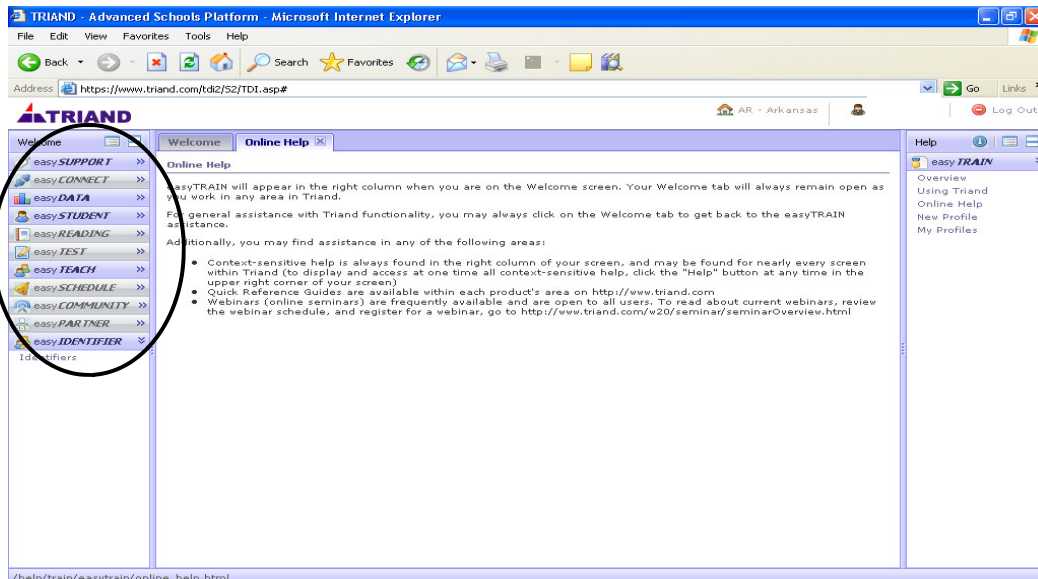 TRIAND - Advanced Schools Platform - Microsoft Internet Explorer
File Edit View Favorites Tools Help
Back Search Favorites
Address https://www.triand.com/tdi2/S2/TDI.asp# Go Links
TRIAND AR - Arkansas Log Out
Welcome
easySUPPORT
easyCONNECT
easyDATA
easySTUDENT
easyREADING
easyTEST
easyTEACH
easySCHEDULE
easyCOMMUNITY
easyPARTNER
easyIDENTIFIER
Identifiers
Welcome Online Help
Online Help
easyTRAIN will appear in the right column when you are on the Welcome screen. Your Welcome tab will always remain open as
you work in any area in Triand.
For general assistance with Triand functionality, you may always click on the Welcome tab to get back to the easyTRAIN
assistance.
Additionally, you may find assistance in any of the following areas:
• Context-sensitive help is always found in the right column of your screen, and may be found for nearly every screen
within Triand (to display and access at one time all context-sensitive help, click the "Help" button at any time in the
upper right corner of your screen)
• Quick Reference Guides are available within each product's area on http://www.triand.com
• Webinars (online seminars) are frequently available and are open to all users. To read about current webinars, review
the webinar schedule, and register for a webinar, go to http://www.triand.com/w20/seminar/seminarOverview.html
Help
easyTRAIN
Overview
Using Triand
Online Help
New Profile
My Profiles
/help/train/easytrain/online_help.html